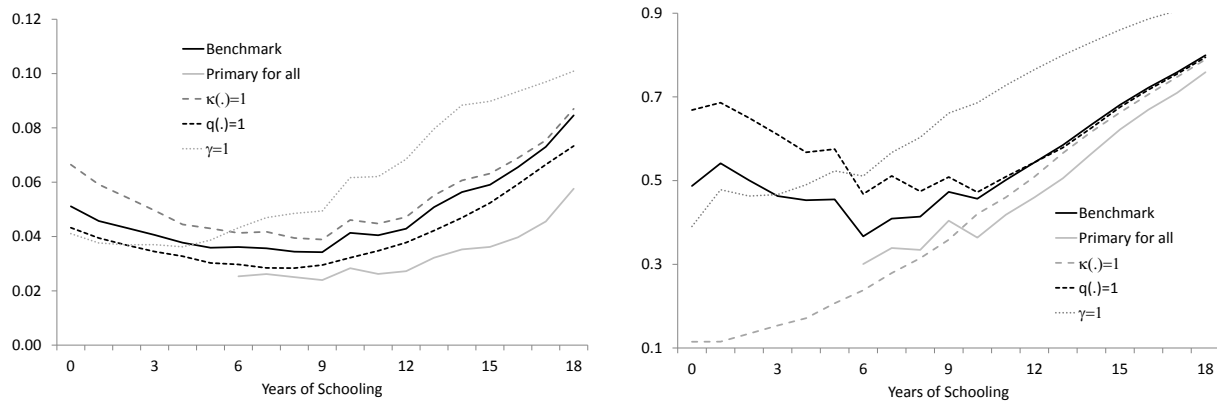 0.12
0.10
0.08
0.06
0.04
0.02
0.00
Benchmark
Primary for all
κ(.)=1
q(.)=1
γ=1
0 3 6 9 12 15 18
Years of Schooling
0.9
0.7
0.5
0.3
0.1
Benchmark
Primary for all
κ(.)=1
q(.)=1
γ=1
0 3 6 9 12 15 18
Years of Schooling